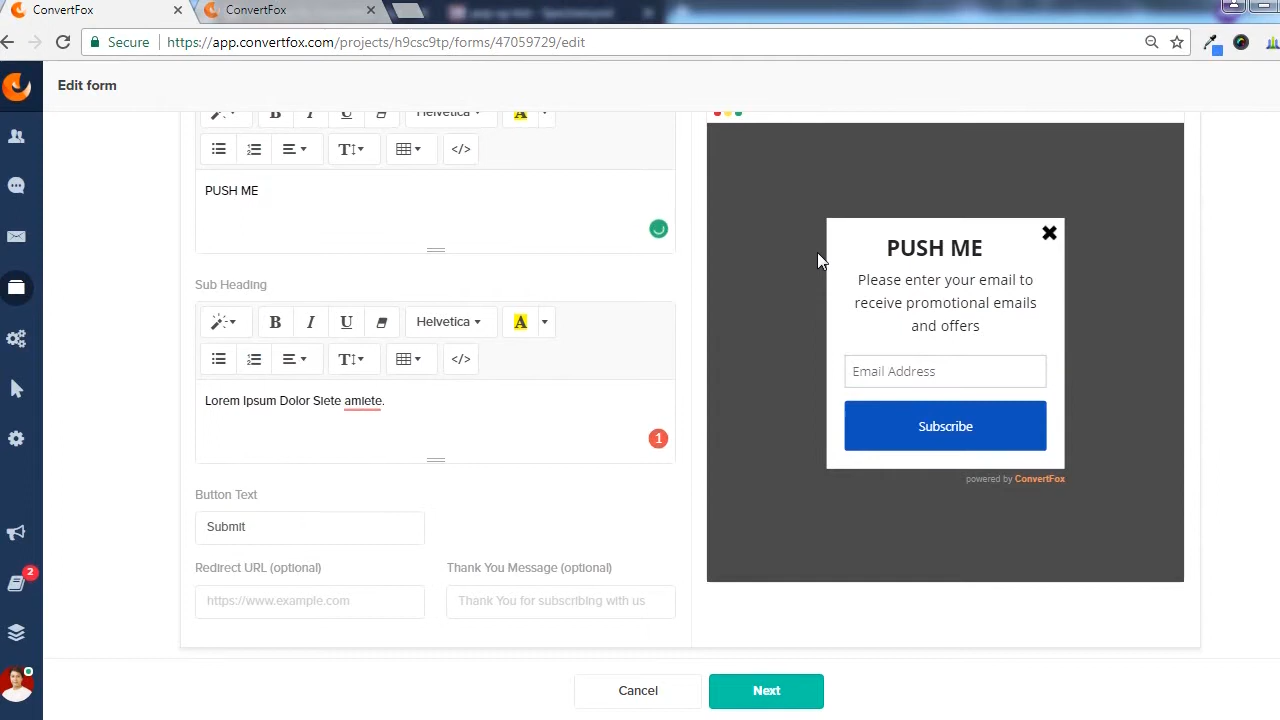 ConvertFox
ConvertFox
Secure
https://app.convertfox.com/projects/h9csc9tp/forms/47059729/edit
Edit form
B I U Helvetica A
T
</>
PUSH ME
Sub Heading
B I U Helvetica A
T
</>
Lorem Ipsum Dolor Siete amiete.
1
Button Text
Submit
Redirect URL (optional)
Thank You Message (optional)
https://www.example.com
Thank You for subscribing with us
2
Cancel
Next
PUSH ME
Please enter your email to
receive promotional emails
and offers
Email Address
Subscribe
powered by ConvertFox